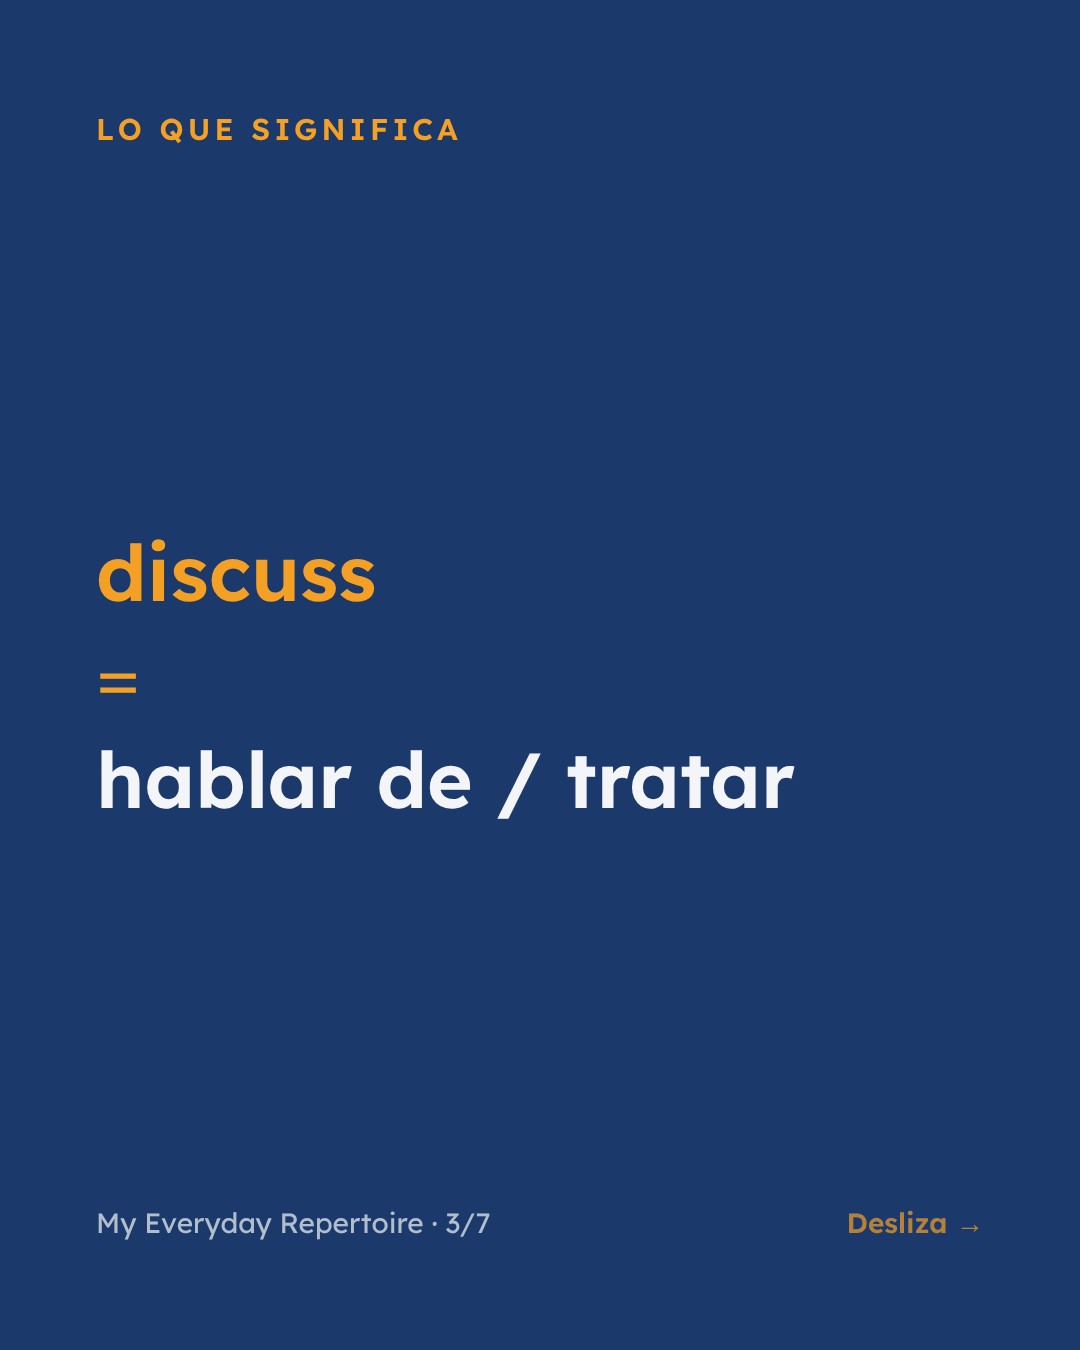 LO QUE SIGNIFICA
discuss
=
hablar de / tratar
My Everyday Repertoire · 3/7
Desliza →